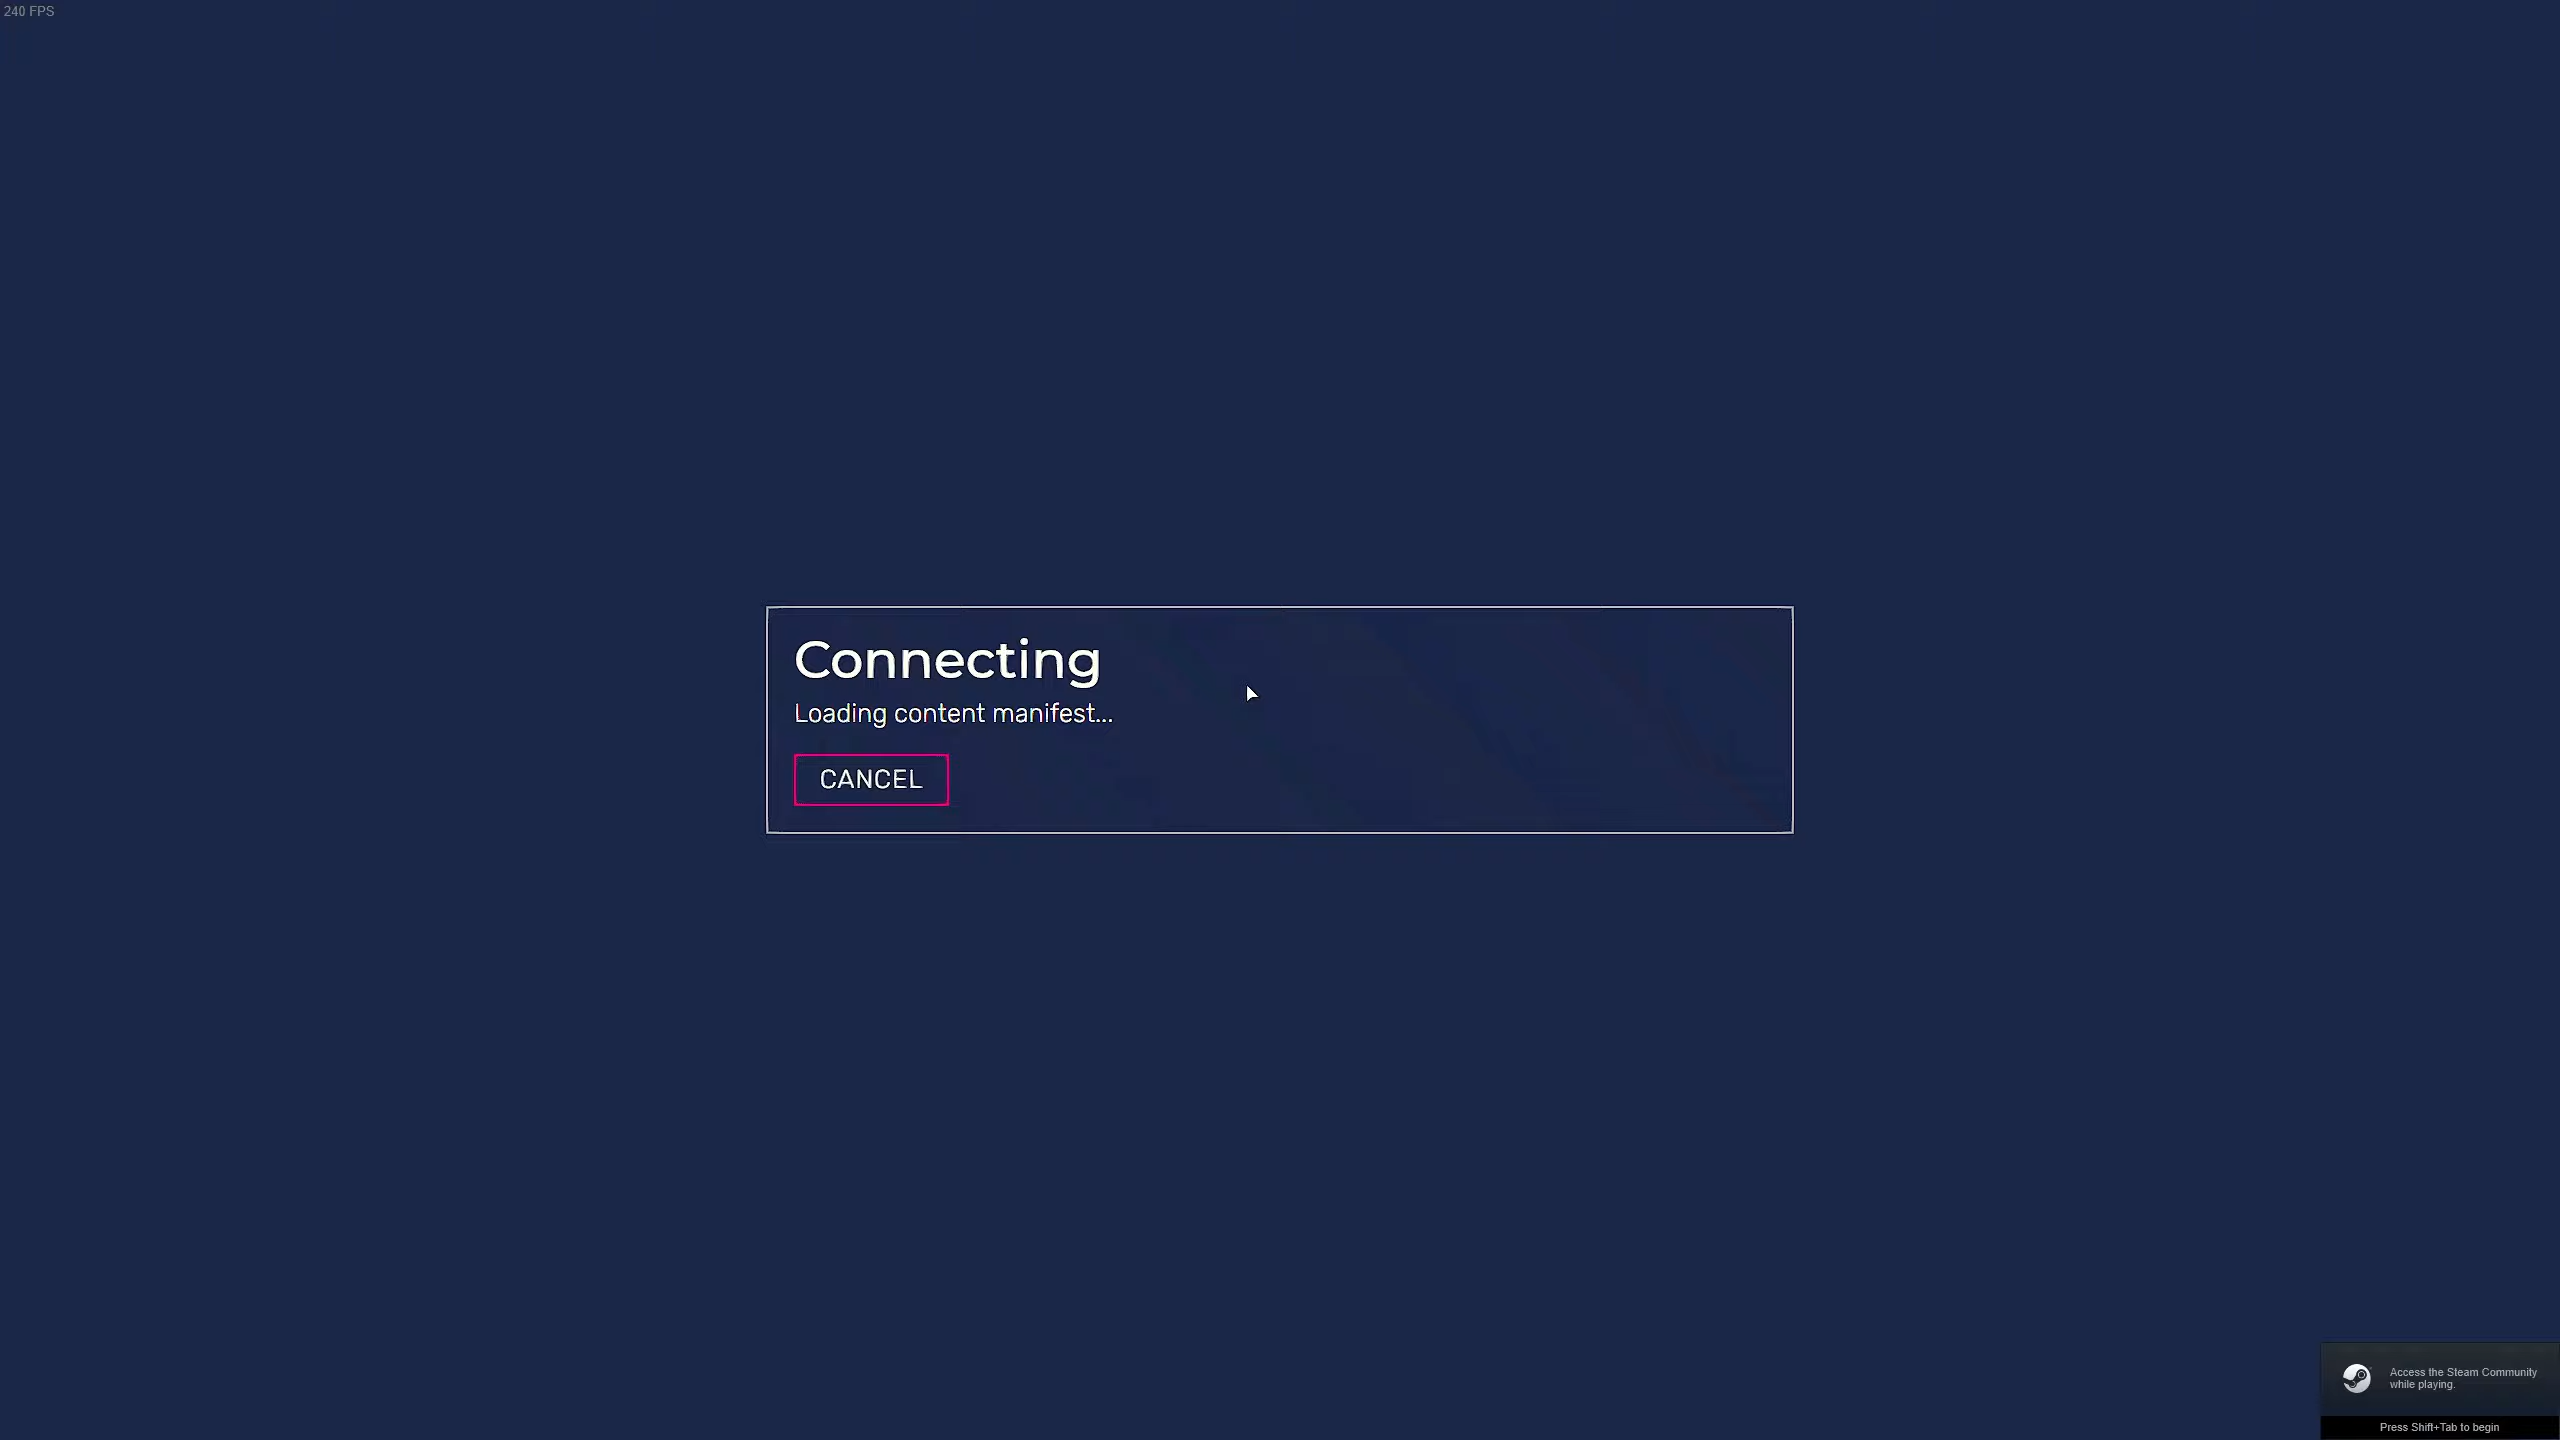 240 FPS
Connecting
Loading content manifest...
CANCEL
Access the Steam Community
while playing.
Press Shift+Tab to begin